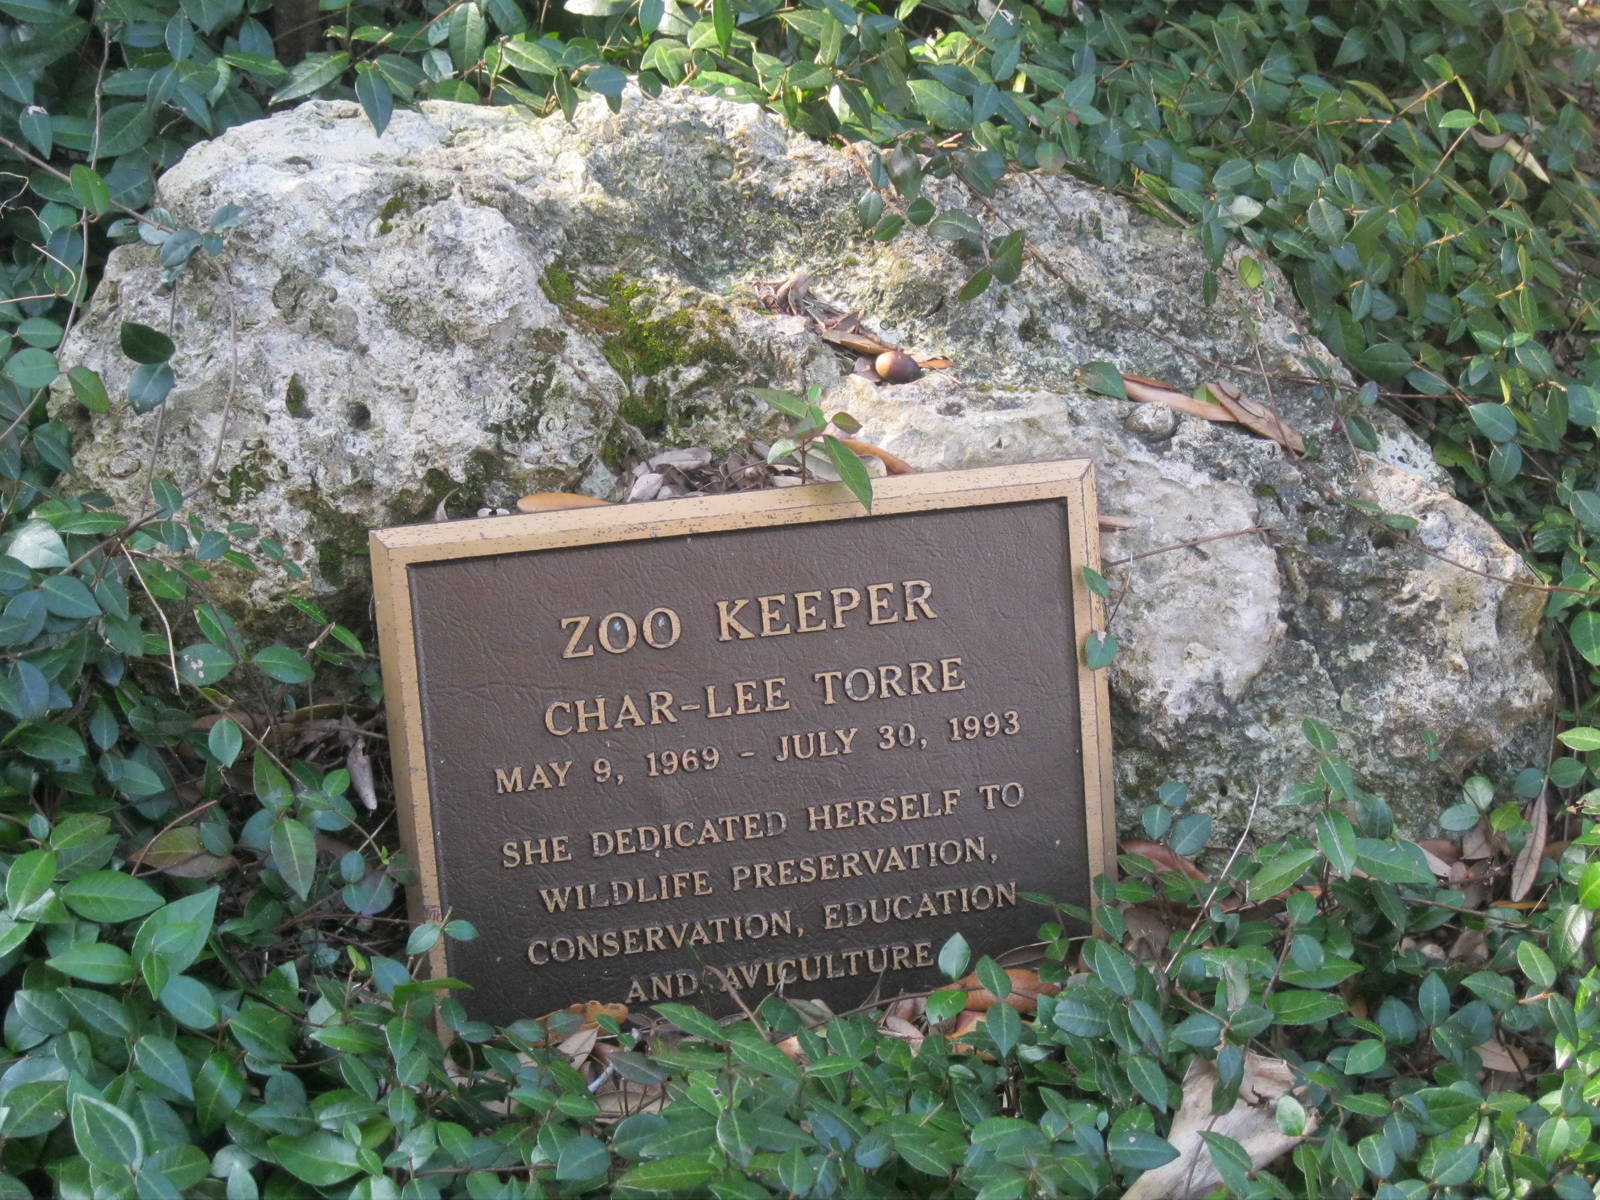 ZOO KEEPER
CHAR-LEE TORRE
MAY 9, 1969 - JULY 30, 1993
SHE DEDICATED HERSELF TO
WILDLIFE PRESERVATION,
CONSERVATION, EDUCATION
AND AVICULTURE